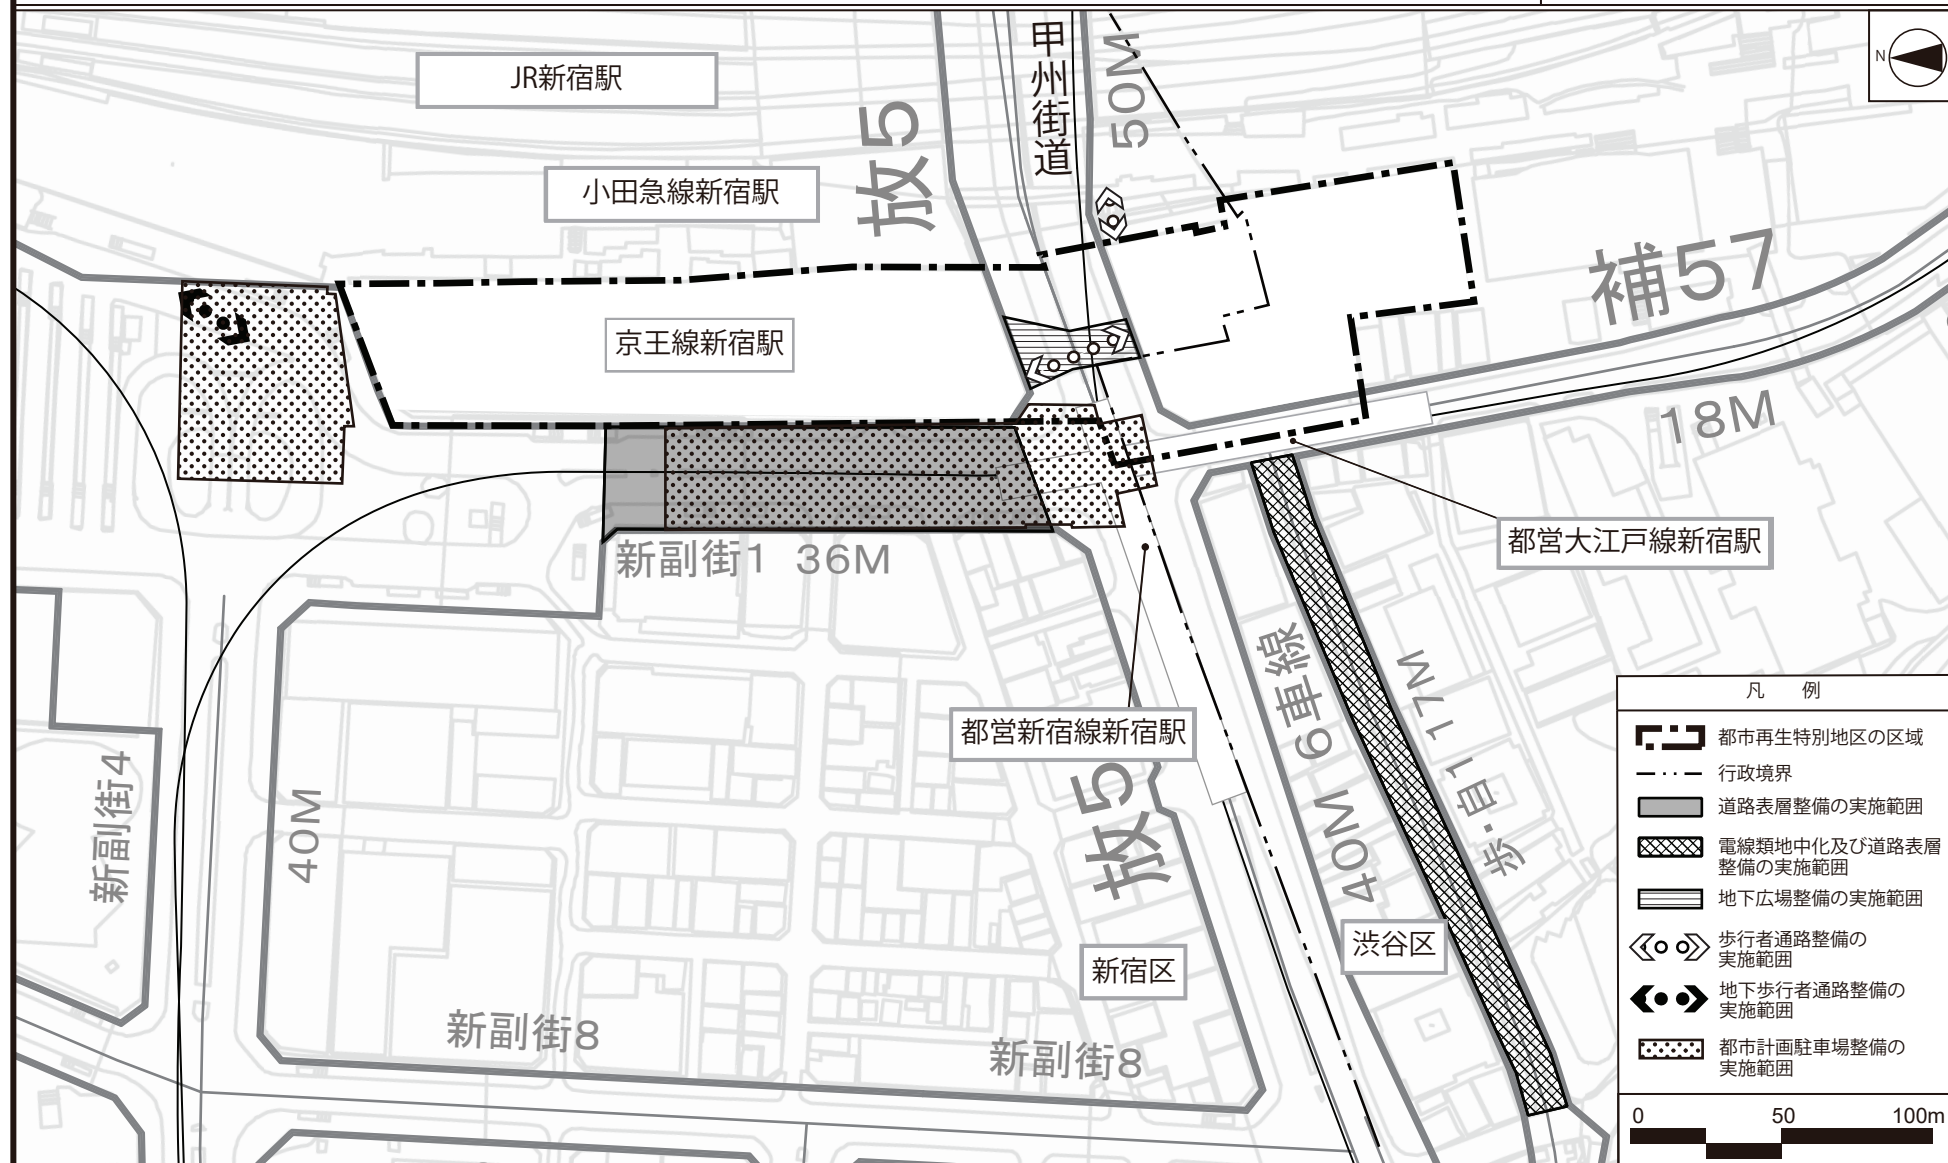 JR新宿駅
小田急線新宿駅
放5
甲州街道
50M
N
京王線新宿駅
補57
18M
新副街1 36M
都営大江戸線新宿駅
都営新宿線新宿駅
放5
40M 6車線
歩・自1 17M
新副街4
40M
新宿区
渋谷区
新副街8
新副街8
凡 例
都市再生特別地区の区域
行政境界
道路表層整備の実施範囲
電線類地中化及び道路表層
整備の実施範囲
地下広場整備の実施範囲
歩行者通路整備の
実施範囲
地下歩行者通路整備の
実施範囲
都市計画駐車場整備の
実施範囲
0 50 100m